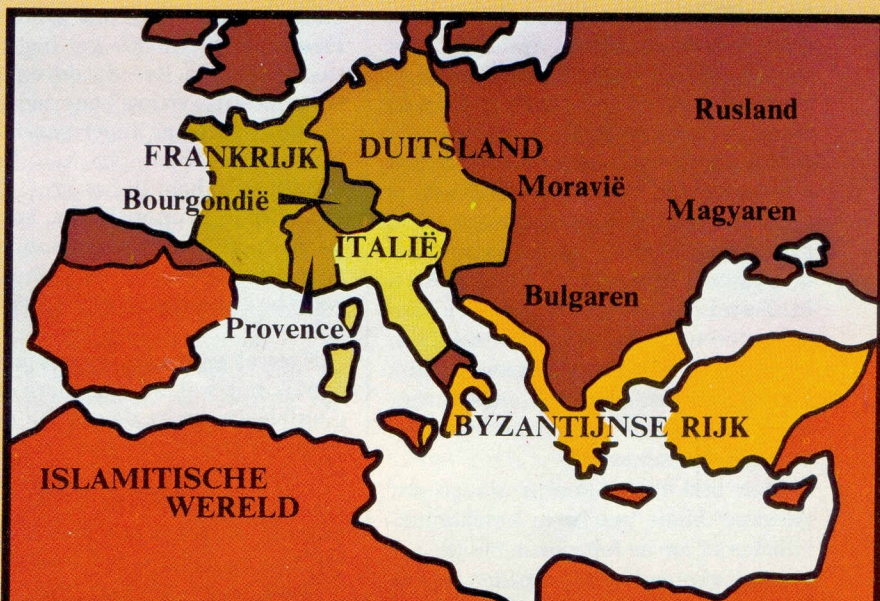 Rusland
FRANKRIJK
DUITSLAND
Moravië
Bourgondië
Magyaren
ITALIË
Bulgaren
Provence
BYZANTIJNSE RIJK
ISLAMITISCHE
WERELD